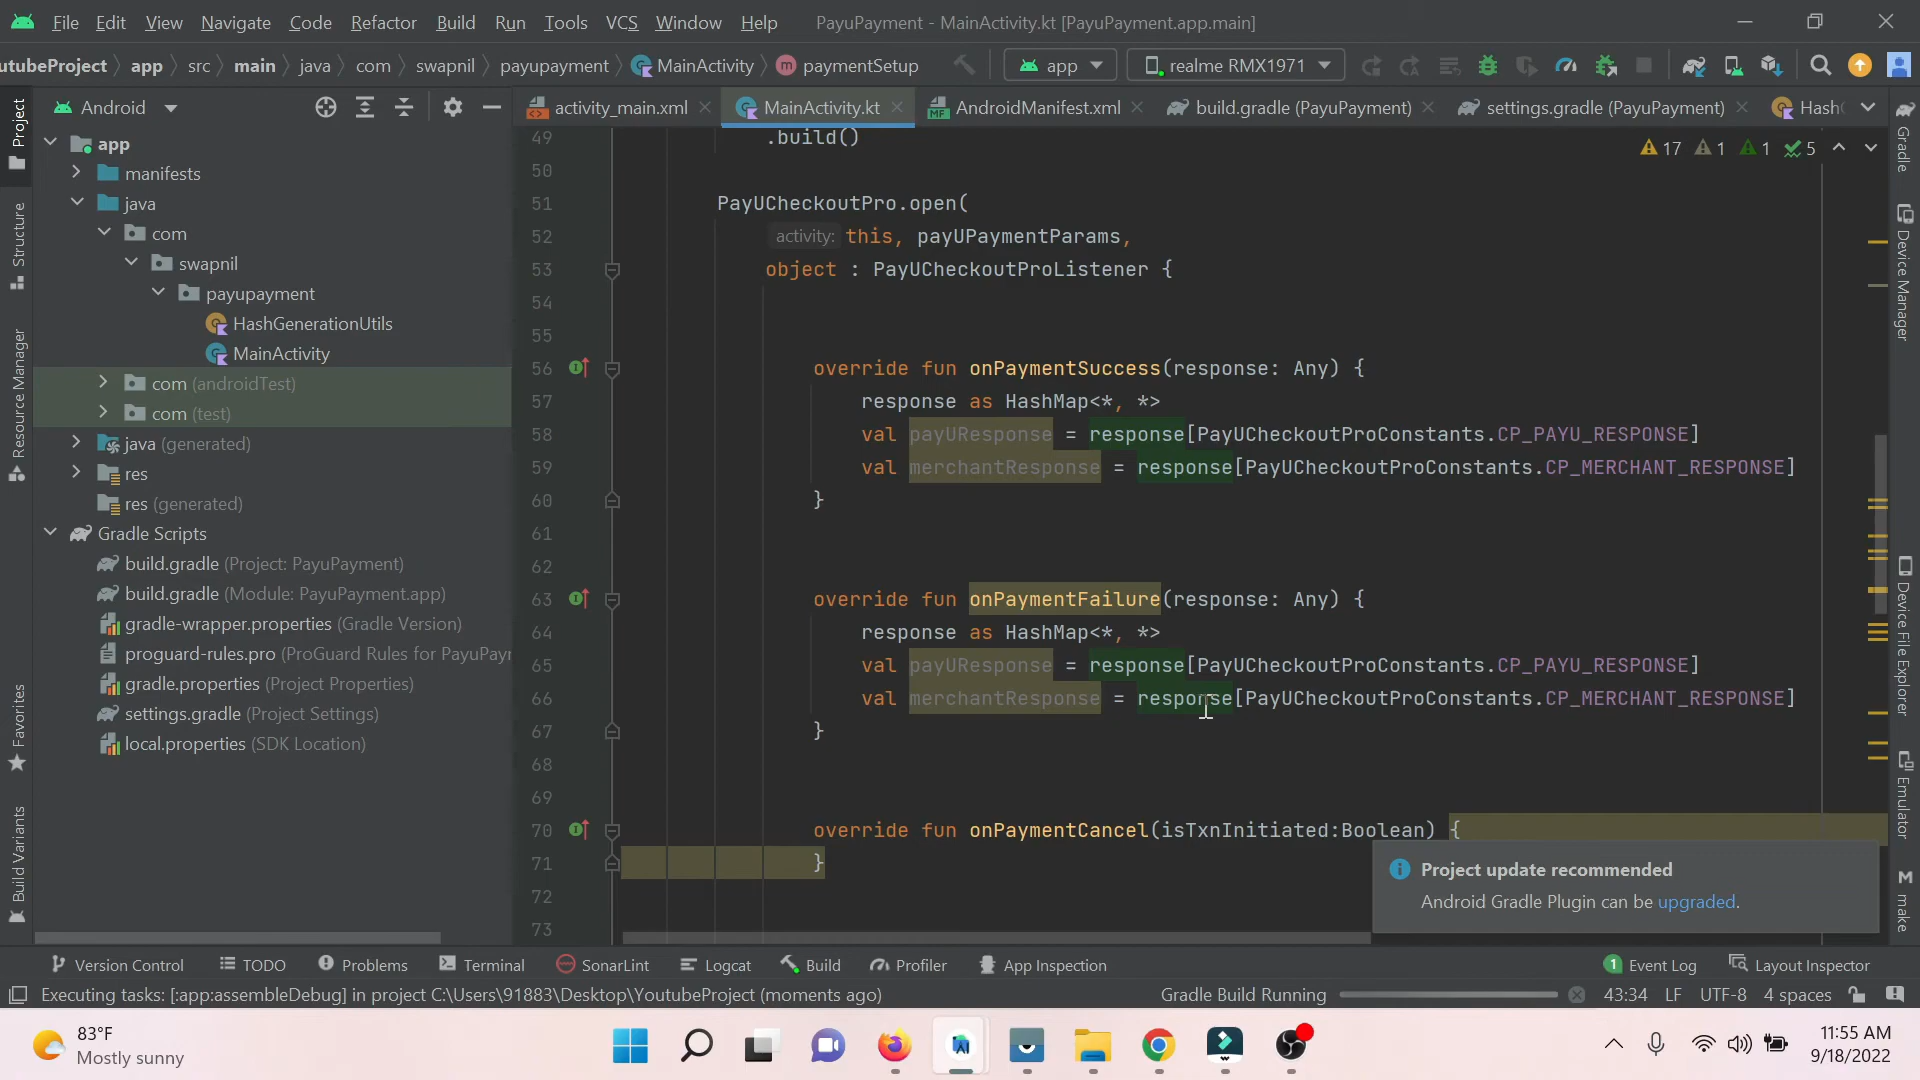 File Edit View Navigate Code Refactor Build Run Tools VCS Window Help PayuPayment - MainActivity.kt [PayuPayment.app.main]
utubeProject app src main java com swapnil payupayment MainActivity paymentSetup app realme RMX1971
Android activity_main.xml MainActivity.kt AndroidManifest.xml build.gradle (PayuPayment) settings.gradle (PayuPayment) Hash
Project
Structure
Resource Manager
Favorites
Build Variants
app
manifests
java
com
swapnil
payupayment
HashGenerationUtils
MainActivity
com (androidTest)
com (test)
java (generated)
res
res (generated)
Gradle Scripts
build.gradle (Project: PayuPayment)
build.gradle (Module: PayuPayment.app)
gradle-wrapper.properties (Gradle Version)
proguard-rules.pro (ProGuard Rules for PayuPayn
gradle.properties (Project Properties)
settings.gradle (Project Settings)
local.properties (SDK Location)
17 1 1 5
49 .build()
50
51 PayUCheckoutPro.open(
52 activity: this, payUPaymentParams,
53 object : PayUCheckoutProListener {
54
55
56 override fun onPaymentSuccess(response: Any) {
57 response as HashMap<*, *>
58 val payUResponse = response[PayUCheckoutProConstants.CP_PAYU_RESPONSE]
59 val merchantResponse = response[PayUCheckoutProConstants.CP_MERCHANT_RESPONSE]
60 }
61
62
63 override fun onPaymentFailure(response: Any) {
64 response as HashMap<*, *>
65 val payUResponse = response[PayUCheckoutProConstants.CP_PAYU_RESPONSE]
66 val merchantResponse = response[PayUCheckoutProConstants.CP_MERCHANT_RESPONSE]
67 }
68
69
70 override fun onPaymentCancel(isTxnInitiated:Boolean) {
71 }
72
73
Project update recommended
Android Gradle Plugin can be upgraded.
Gradle
Device Manager
Device File Explorer
Emulator
make
Version Control TODO Problems Terminal SonarLint Logcat Build Profiler App Inspection 1 Event Log Layout Inspector
Executing tasks: [:app:assembleDebug] in project C:\Users\91883\Desktop\YoutubeProject (moments ago) Gradle Build Running 43:34 LF UTF-8 4 spaces
83°F
Mostly sunny
11:55 AM
9/18/2022